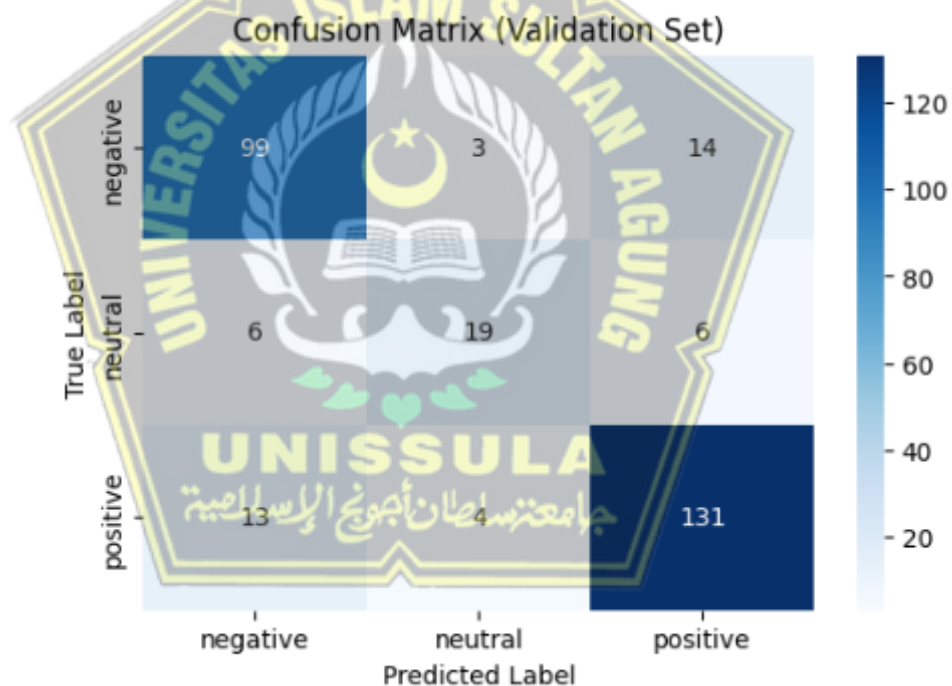 Confusion Matrix (Validation Set)
UNIVERSITAS ISLAM SULTAN AGUNG
True Label
negative
99 3 14
neutral
6 19 6
UNISSULA
جامعة سلطان أجونج الإسلامية
positive
13 4 131
negative neutral positive
Predicted Label
120
100
80
60
40
20